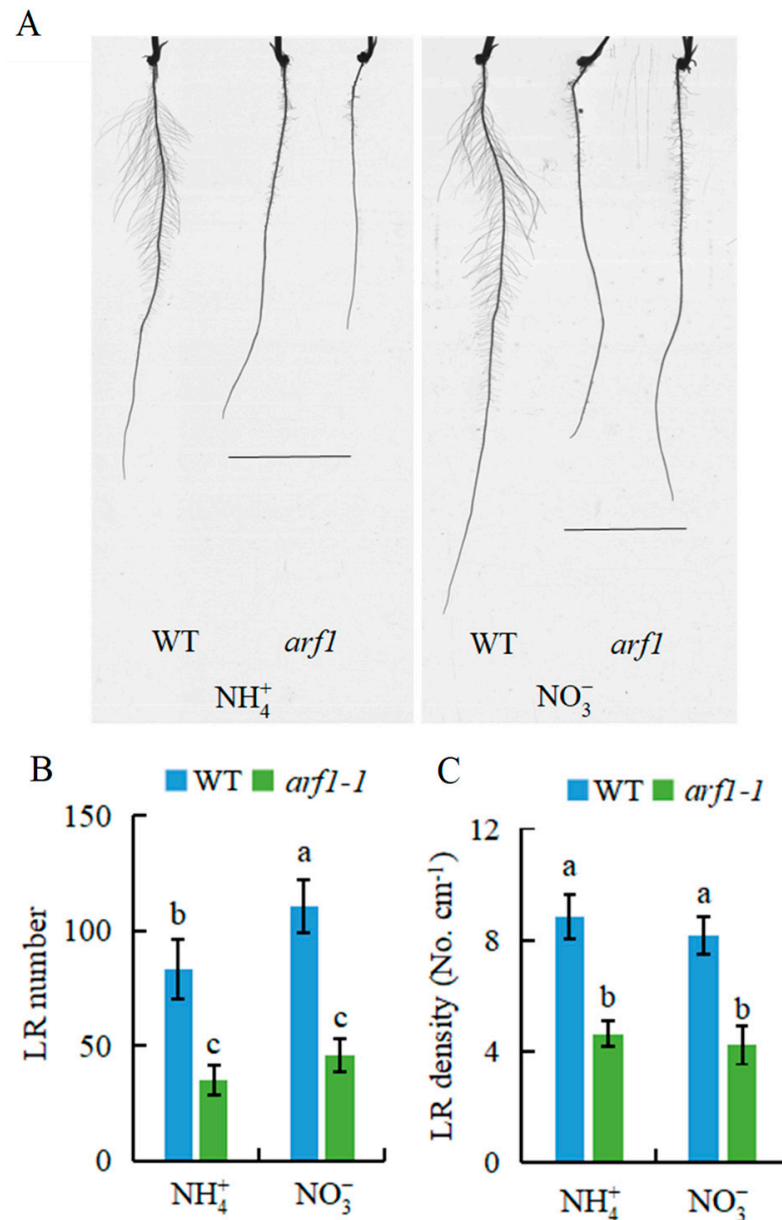 A
WT arf1 WT arf1
NH₄⁺ NO₃⁻
B
WT arf1-1
LR number
150
100
50
0
b
c
a
c
NH₄⁺ NO₃⁻
C
WT arf1-1
LR density (No. cm⁻¹)
12
8
4
0
a
b
a
b
NH₄⁺ NO₃⁻